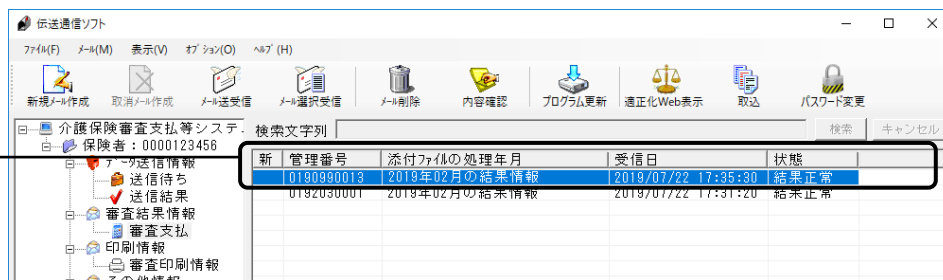 伝送通信ソフト
ファイル(F) メール(M) 表示(V) オプション(O) ヘルプ(H)
新規メール作成 取消メール作成 メール送受信 メール選択受信 メール削除 内容確認 プログラム更新 適正化Web表示 取込 パスワード変更
介護保険審査支払等システ 検索文字列 検索 キャンセル
保険者：0000123456
新 管理番号 添付ファイルの処理年月 受信日 状態
データ送信情報
0190990013 2019年02月の結果情報 2019/07/22 17:35:30 結果正常
送信待ち
0192030001 2019年02月の結果情報 2019/07/22 17:31:20 結果正常
送信結果
審査結果情報
審査支払
印刷情報
審査印刷情報
その他情報